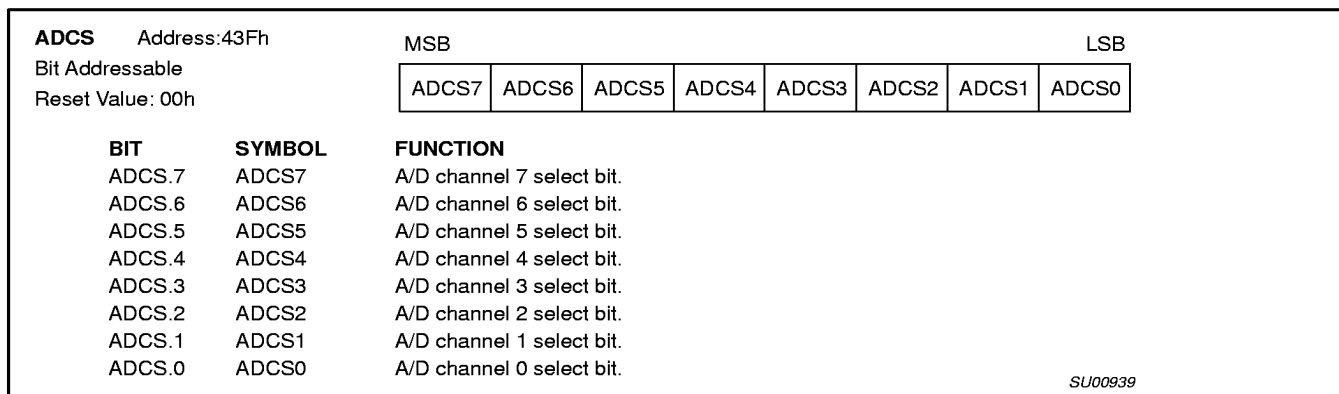 ADCS Address:43Fh
Bit Addressable
Reset Value: 00h
MSB LSB
ADCS7 ADCS6 ADCS5 ADCS4 ADCS3 ADCS2 ADCS1 ADCS0
BIT SYMBOL FUNCTION
ADCS.7 ADCS7 A/D channel 7 select bit.
ADCS.6 ADCS6 A/D channel 6 select bit.
ADCS.5 ADCS5 A/D channel 5 select bit.
ADCS.4 ADCS4 A/D channel 4 select bit.
ADCS.3 ADCS3 A/D channel 3 select bit.
ADCS.2 ADCS2 A/D channel 2 select bit.
ADCS.1 ADCS1 A/D channel 1 select bit.
ADCS.0 ADCS0 A/D channel 0 select bit.
SU00939